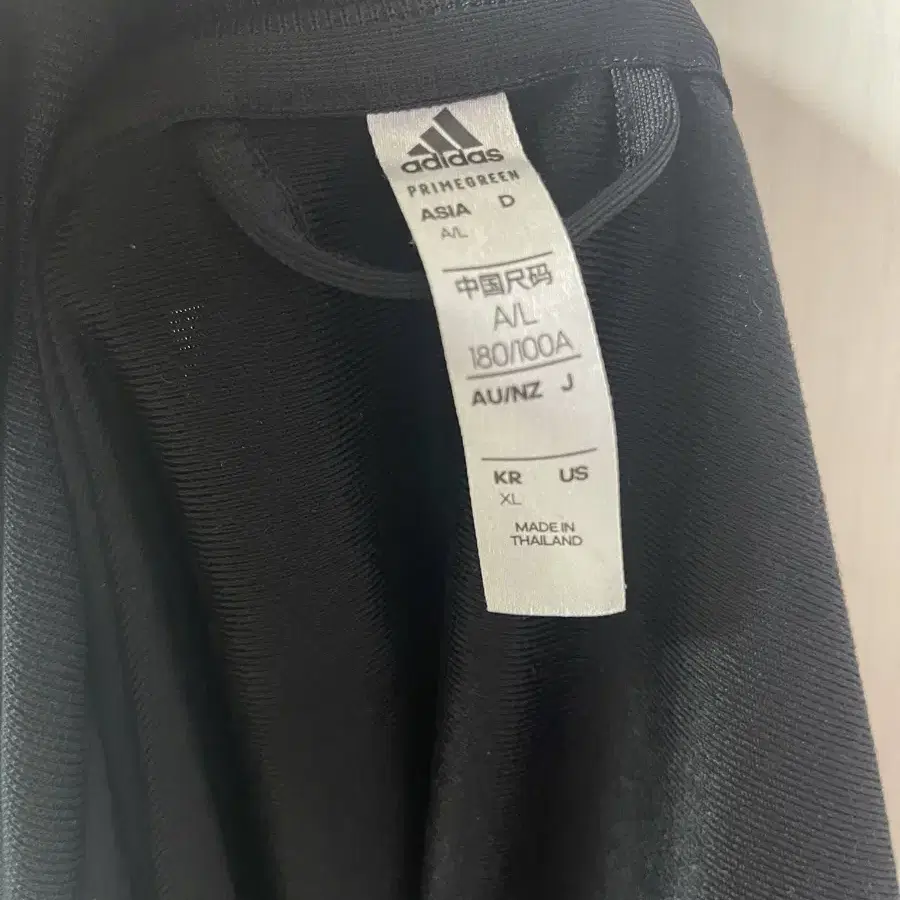 adidas
PRIMEGREEN
ASIA D
A/L
中国尺码
A/L
180/100A
AU/NZ J
KR US
XL
MADE IN
THAILAND